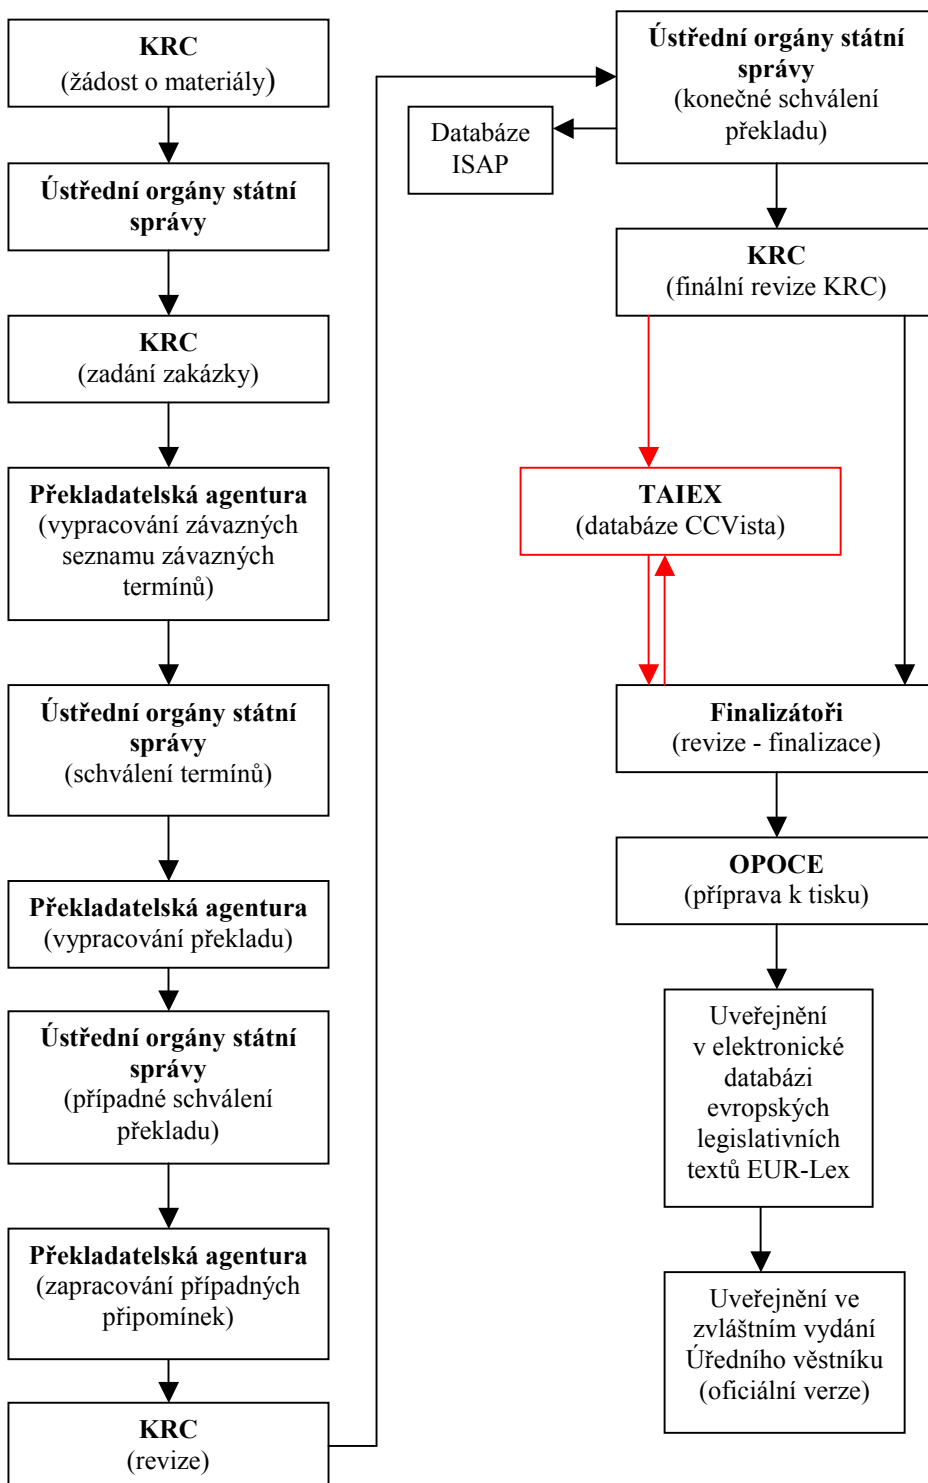 KRC
(žádost o materiály)
Ústřední orgány státní
správy
KRC
(zadání zakázky)
Překladatelská agentura
(vypracování závazných
seznamu závazných
termínů)
Ústřední orgány státní
správy
(schválení termínů)
Překladatelská agentura
(vypracování překladu)
Ústřední orgány státní
správy
(případné schválení
překladu)
Překladatelská agentura
(zapracování případných
připomínek)
KRC
(revize)
Ústřední orgány státní
správy
(konečné schválení
překladu)
Databáze
ISAP
KRC
(finální revize KRC)
TAIEX
(databáze CCVista)
Finalizátoři
(revize - finalizace)
OPOCE
(příprava k tisku)
Uveřejnění
v elektronické
databázi
evropských
legislativních
textů EUR-Lex
Uveřejnění ve
zvláštním vydání
Úředního věstníku
(oficiální verze)